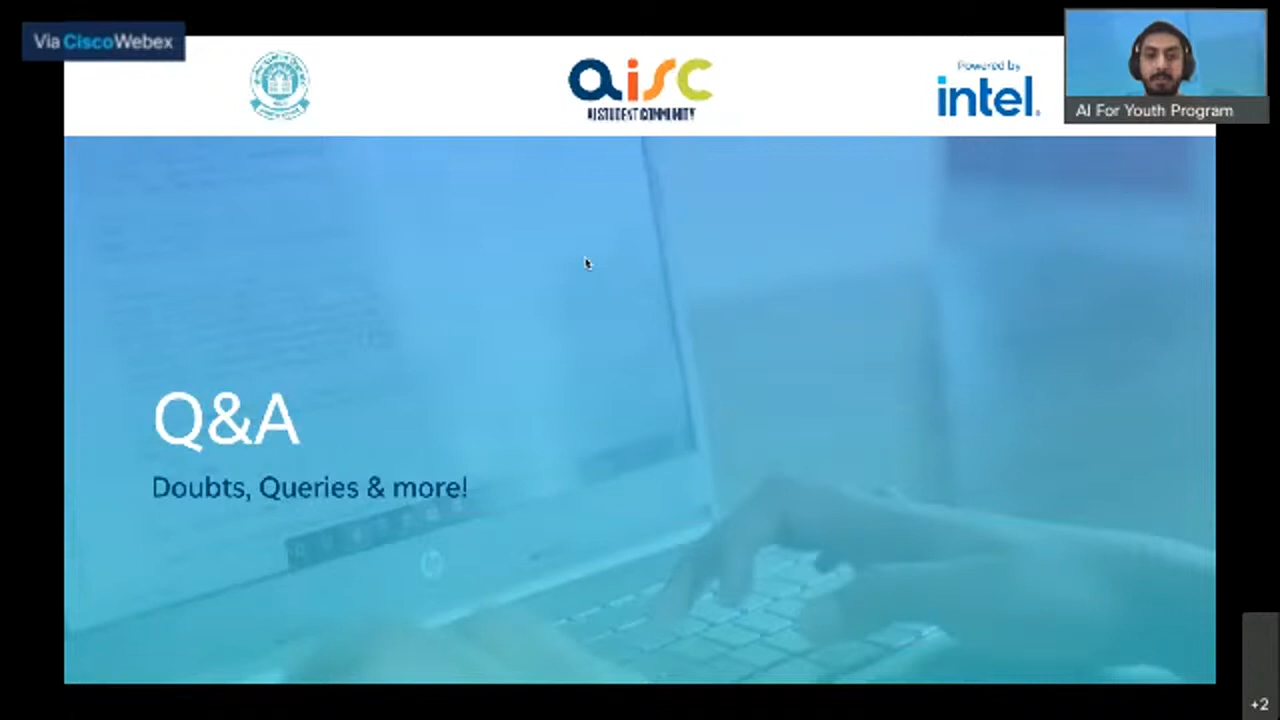 Via CiscoWebex
aisc
AI STUDENT COMMUNITY
Powered by
intel.
AI For Youth Program
Q&A
Doubts, Queries & more!
+2